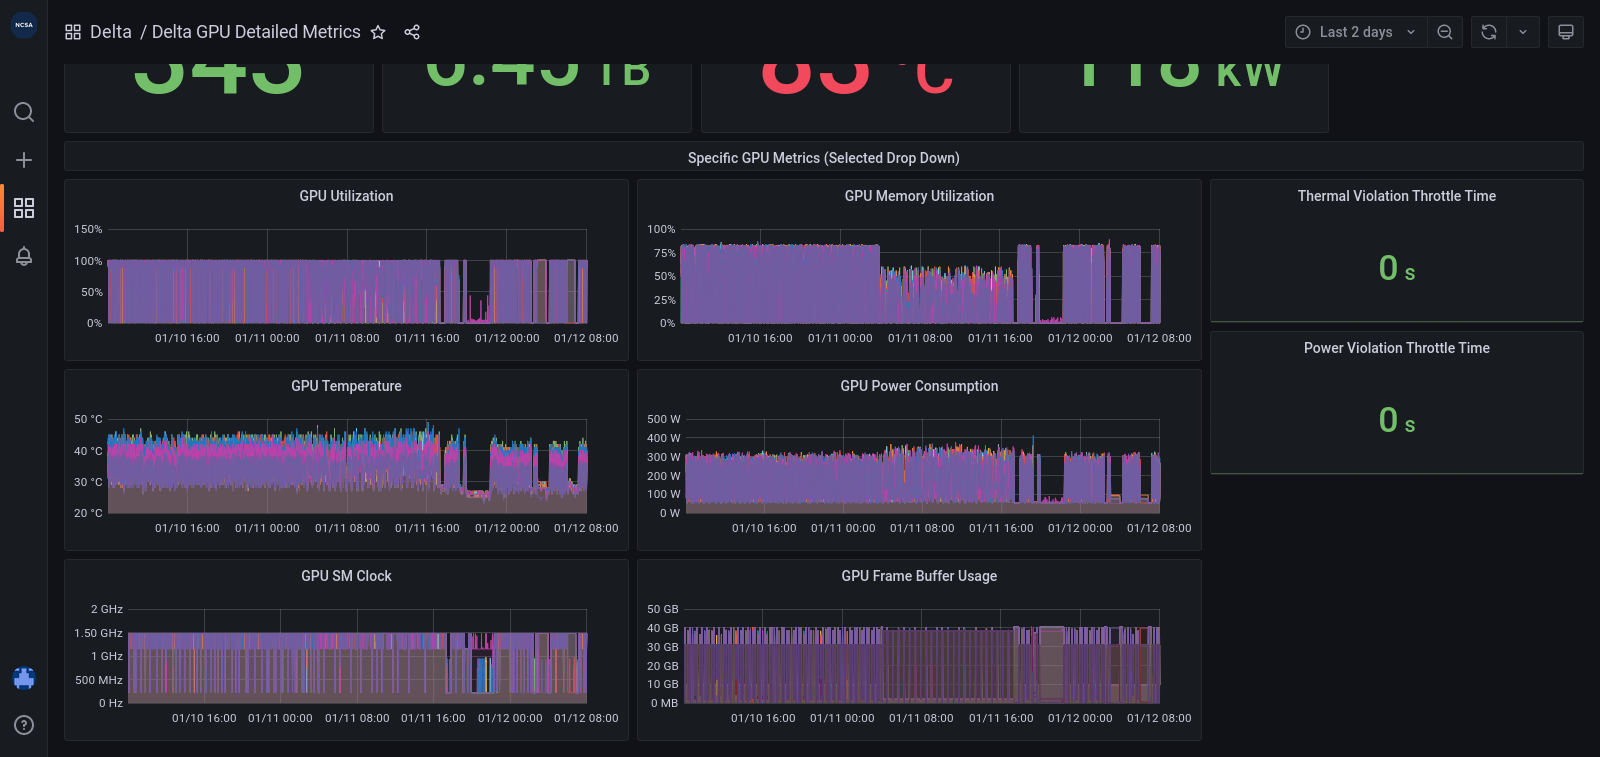 NCSA
Delta / Delta GPU Detailed Metrics
Last 2 days
TB
°C
kW
Specific GPU Metrics (Selected Drop Down)
GPU Utilization
150%
100%
50%
0%
01/10 16:00 01/11 00:00 01/11 08:00 01/11 16:00 01/12 00:00 01/12 08:00
GPU Memory Utilization
100%
75%
50%
25%
0%
01/10 16:00 01/11 00:00 01/11 08:00 01/11 16:00 01/12 00:00 01/12 08:00
Thermal Violation Throttle Time
0 s
Power Violation Throttle Time
0 s
GPU Temperature
50 °C
40 °C
30 °C
20 °C
01/10 16:00 01/11 00:00 01/11 08:00 01/11 16:00 01/12 00:00 01/12 08:00
GPU Power Consumption
500 W
400 W
300 W
200 W
100 W
0 W
01/10 16:00 01/11 00:00 01/11 08:00 01/11 16:00 01/12 00:00 01/12 08:00
GPU SM Clock
2 GHz
1.50 GHz
1 GHz
500 MHz
0 Hz
01/10 16:00 01/11 00:00 01/11 08:00 01/11 16:00 01/12 00:00 01/12 08:00
GPU Frame Buffer Usage
50 GB
40 GB
30 GB
20 GB
10 GB
0 MB
01/10 16:00 01/11 00:00 01/11 08:00 01/11 16:00 01/12 00:00 01/12 08:00